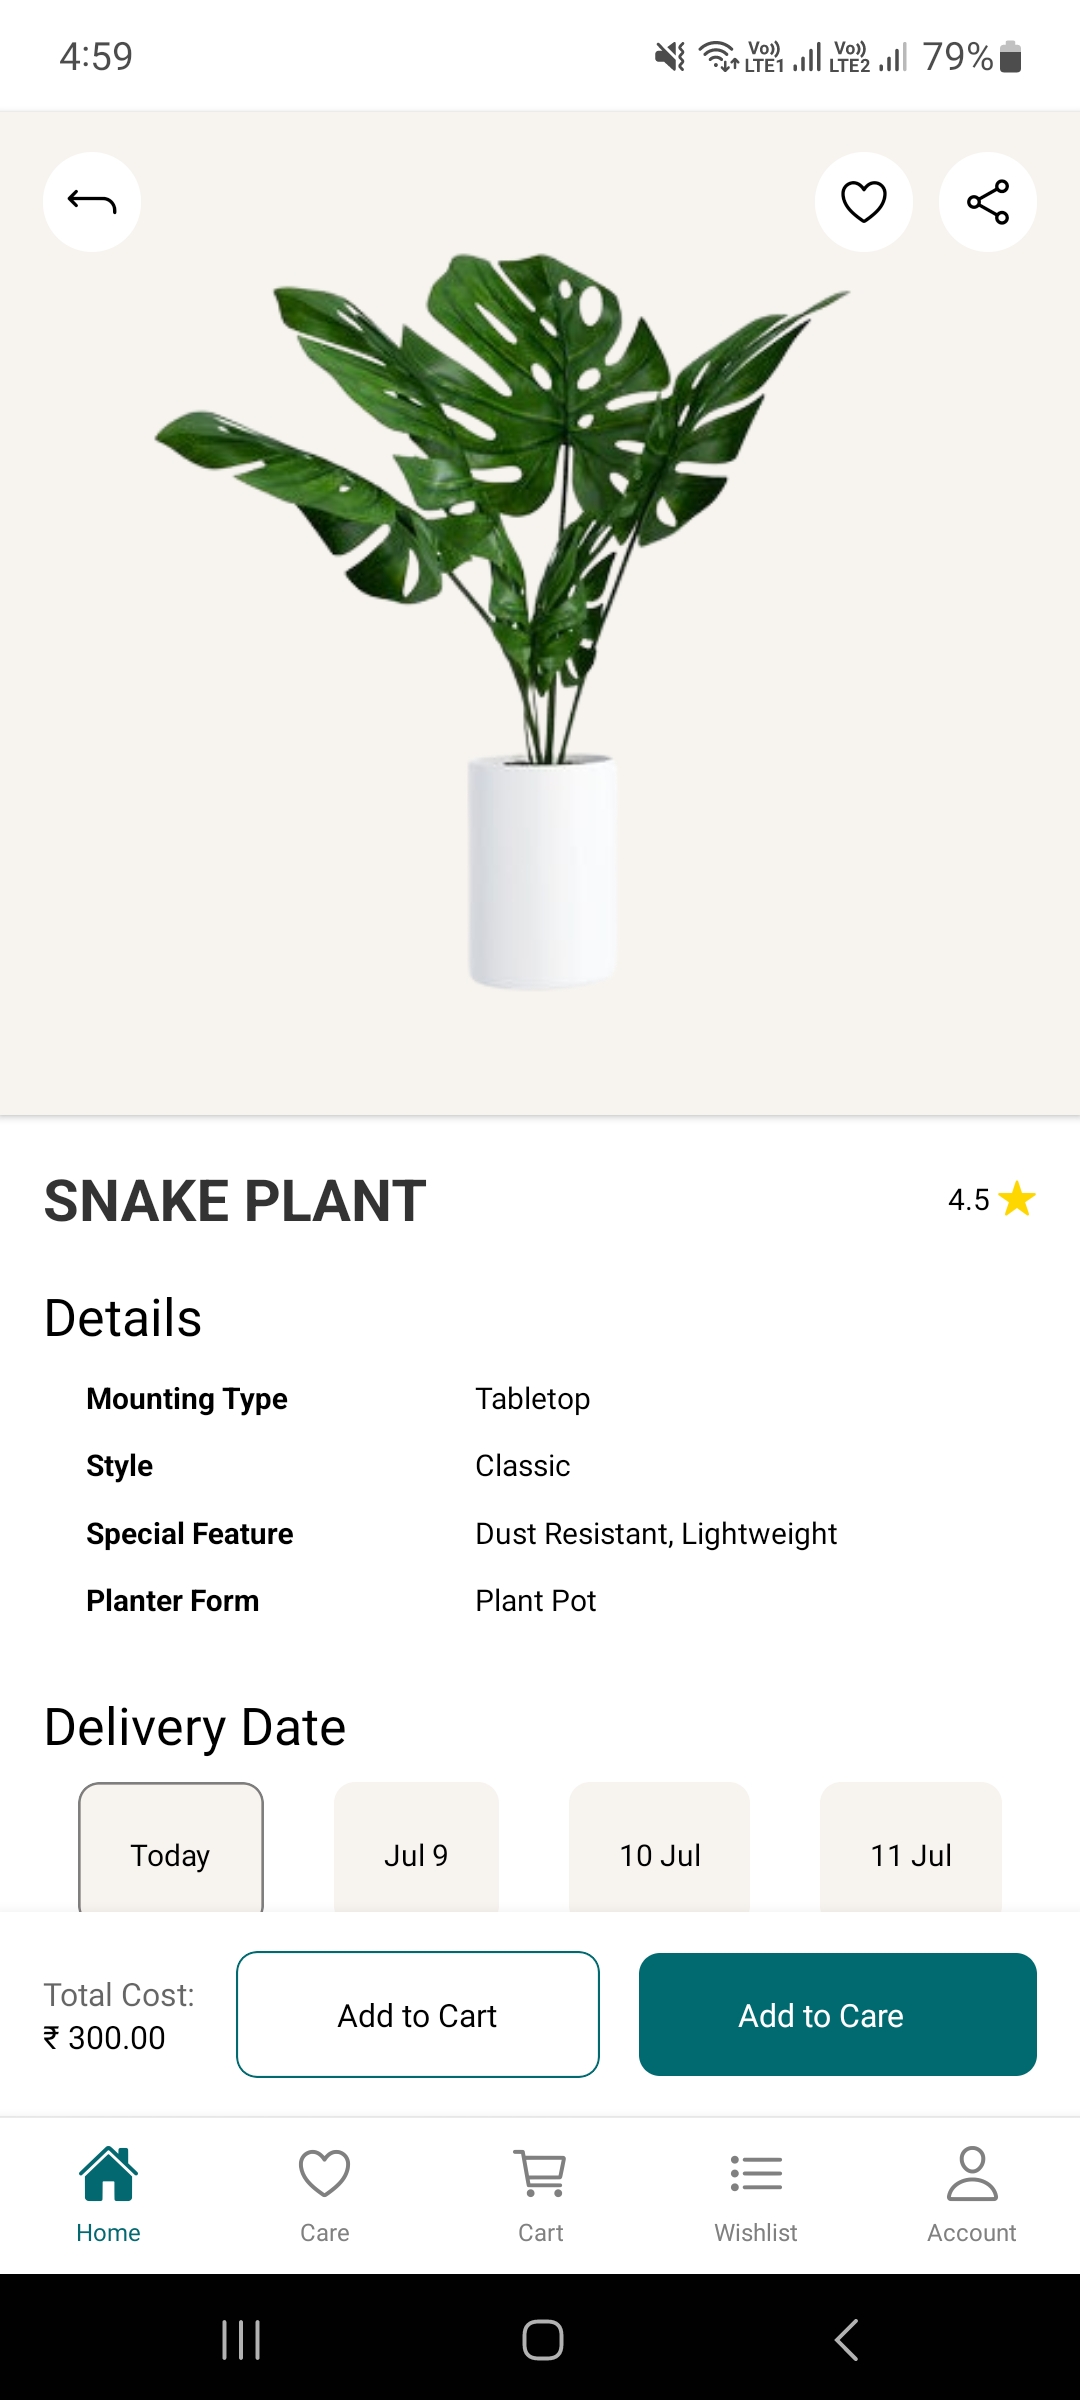 4:59 Vo)) LTE1 Vo)) LTE2 79%
SNAKE PLANT 4.5
Details
Mounting Type Tabletop
Style Classic
Special Feature Dust Resistant, Lightweight
Planter Form Plant Pot
Delivery Date
Today Jul 9 10 Jul 11 Jul
Total Cost:
₹ 300.00
Add to Cart Add to Care
Home Care Cart Wishlist Account